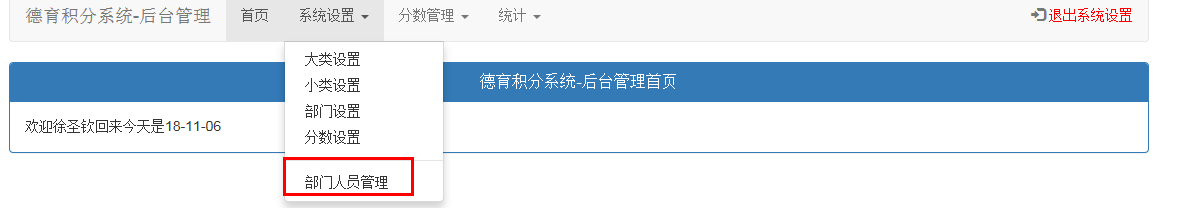 德育积分系统-后台管理 首页 系统设置 分数管理 统计 退出系统设置
大类设置
小类设置
部门设置
分数设置
部门人员管理
德育积分系统-后台管理首页
欢迎徐圣钦回来今天是18-11-06